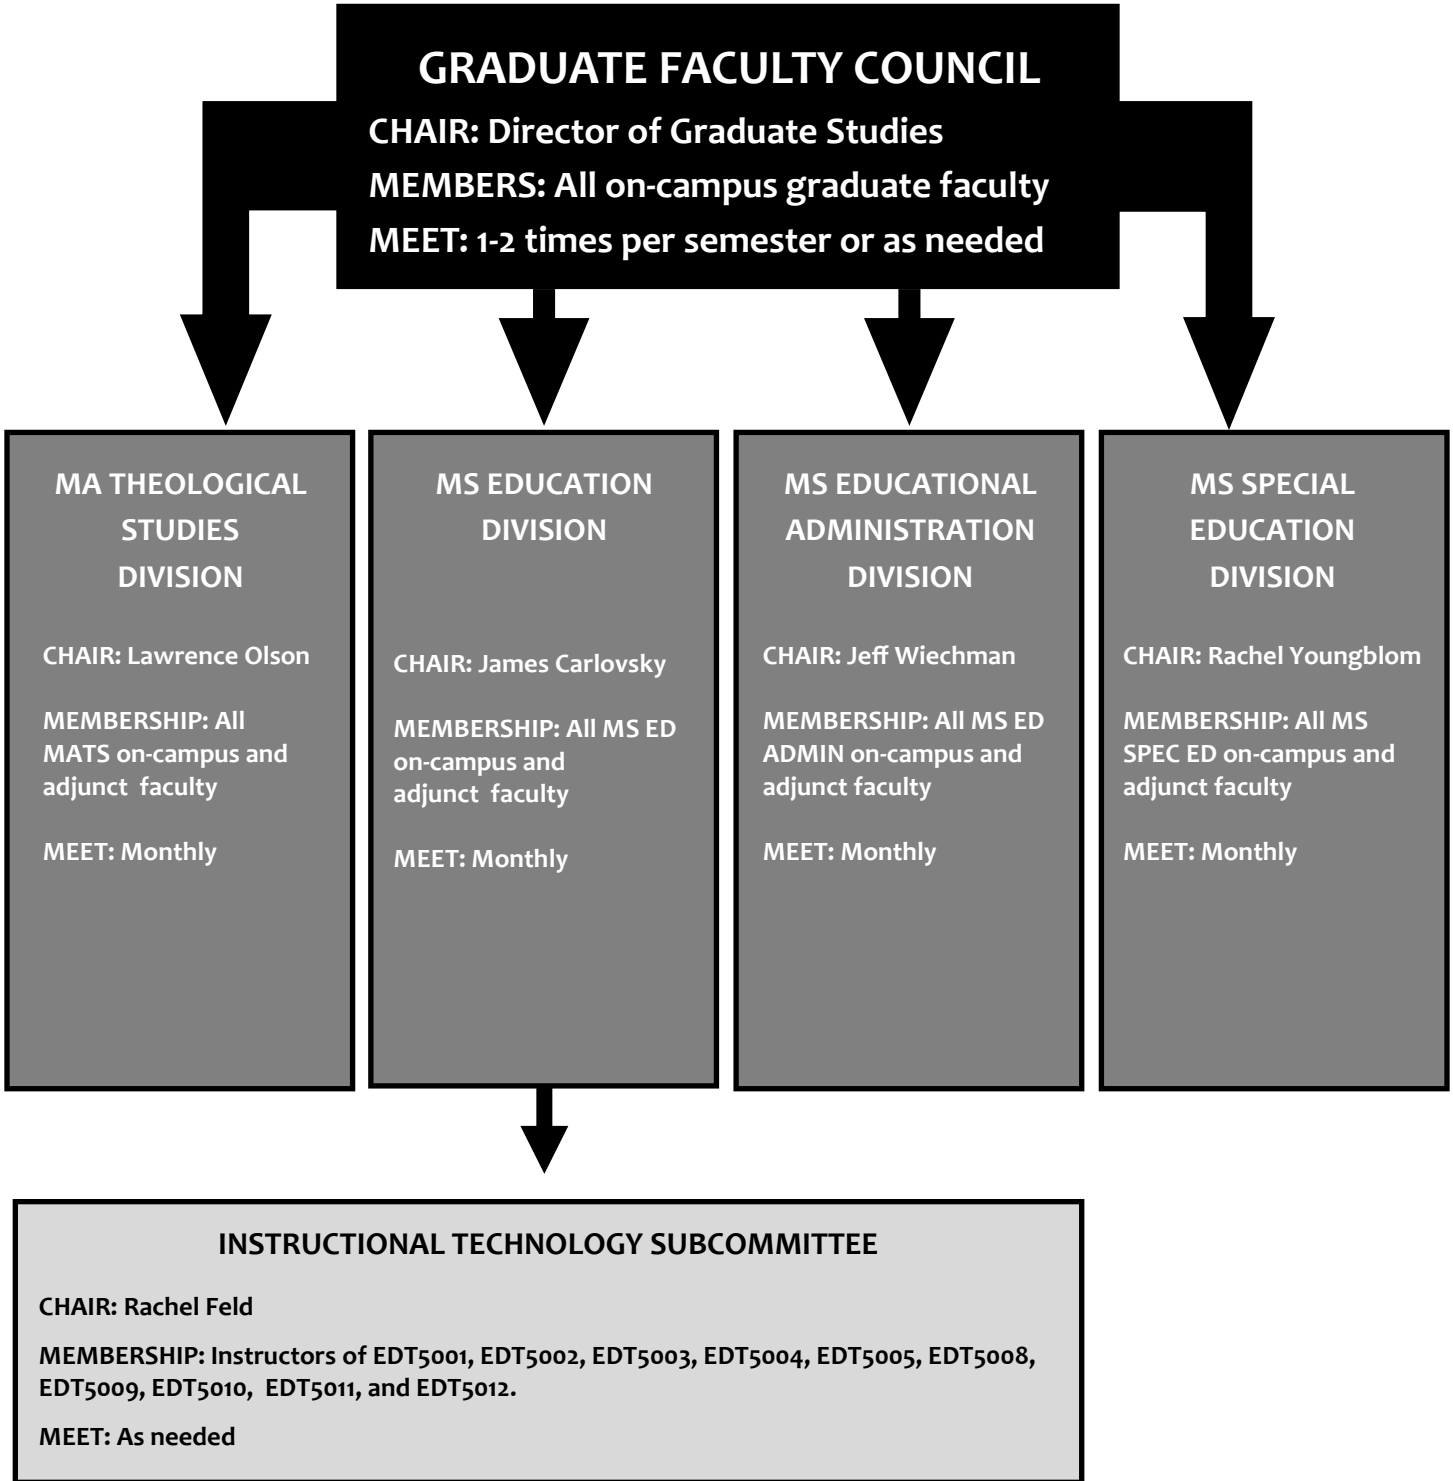 GRADUATE FACULTY COUNCIL
CHAIR: Director of Graduate Studies
MEMBERS: All on-campus graduate faculty
MEET: 1-2 times per semester or as needed
MA THEOLOGICAL
STUDIES
DIVISION
CHAIR: Lawrence Olson
MEMBERSHIP: All
MATS on-campus and
adjunct faculty
MEET: Monthly
MS EDUCATION
DIVISION
CHAIR: James Carlovsky
MEMBERSHIP: All MS ED
on-campus and
adjunct faculty
MEET: Monthly
MS EDUCATIONAL
ADMINISTRATION
DIVISION
CHAIR: Jeff Wiechman
MEMBERSHIP: All MS ED
ADMIN on-campus and
adjunct faculty
MEET: Monthly
MS SPECIAL
EDUCATION
DIVISION
CHAIR: Rachel Youngblom
MEMBERSHIP: All MS
SPEC ED on-campus and
adjunct faculty
MEET: Monthly
INSTRUCTIONAL TECHNOLOGY SUBCOMMITTEE
CHAIR: Rachel Feld
MEMBERSHIP: Instructors of EDT5001, EDT5002, EDT5003, EDT5004, EDT5005, EDT5008,
EDT5009, EDT5010, EDT5011, and EDT5012.
MEET: As needed